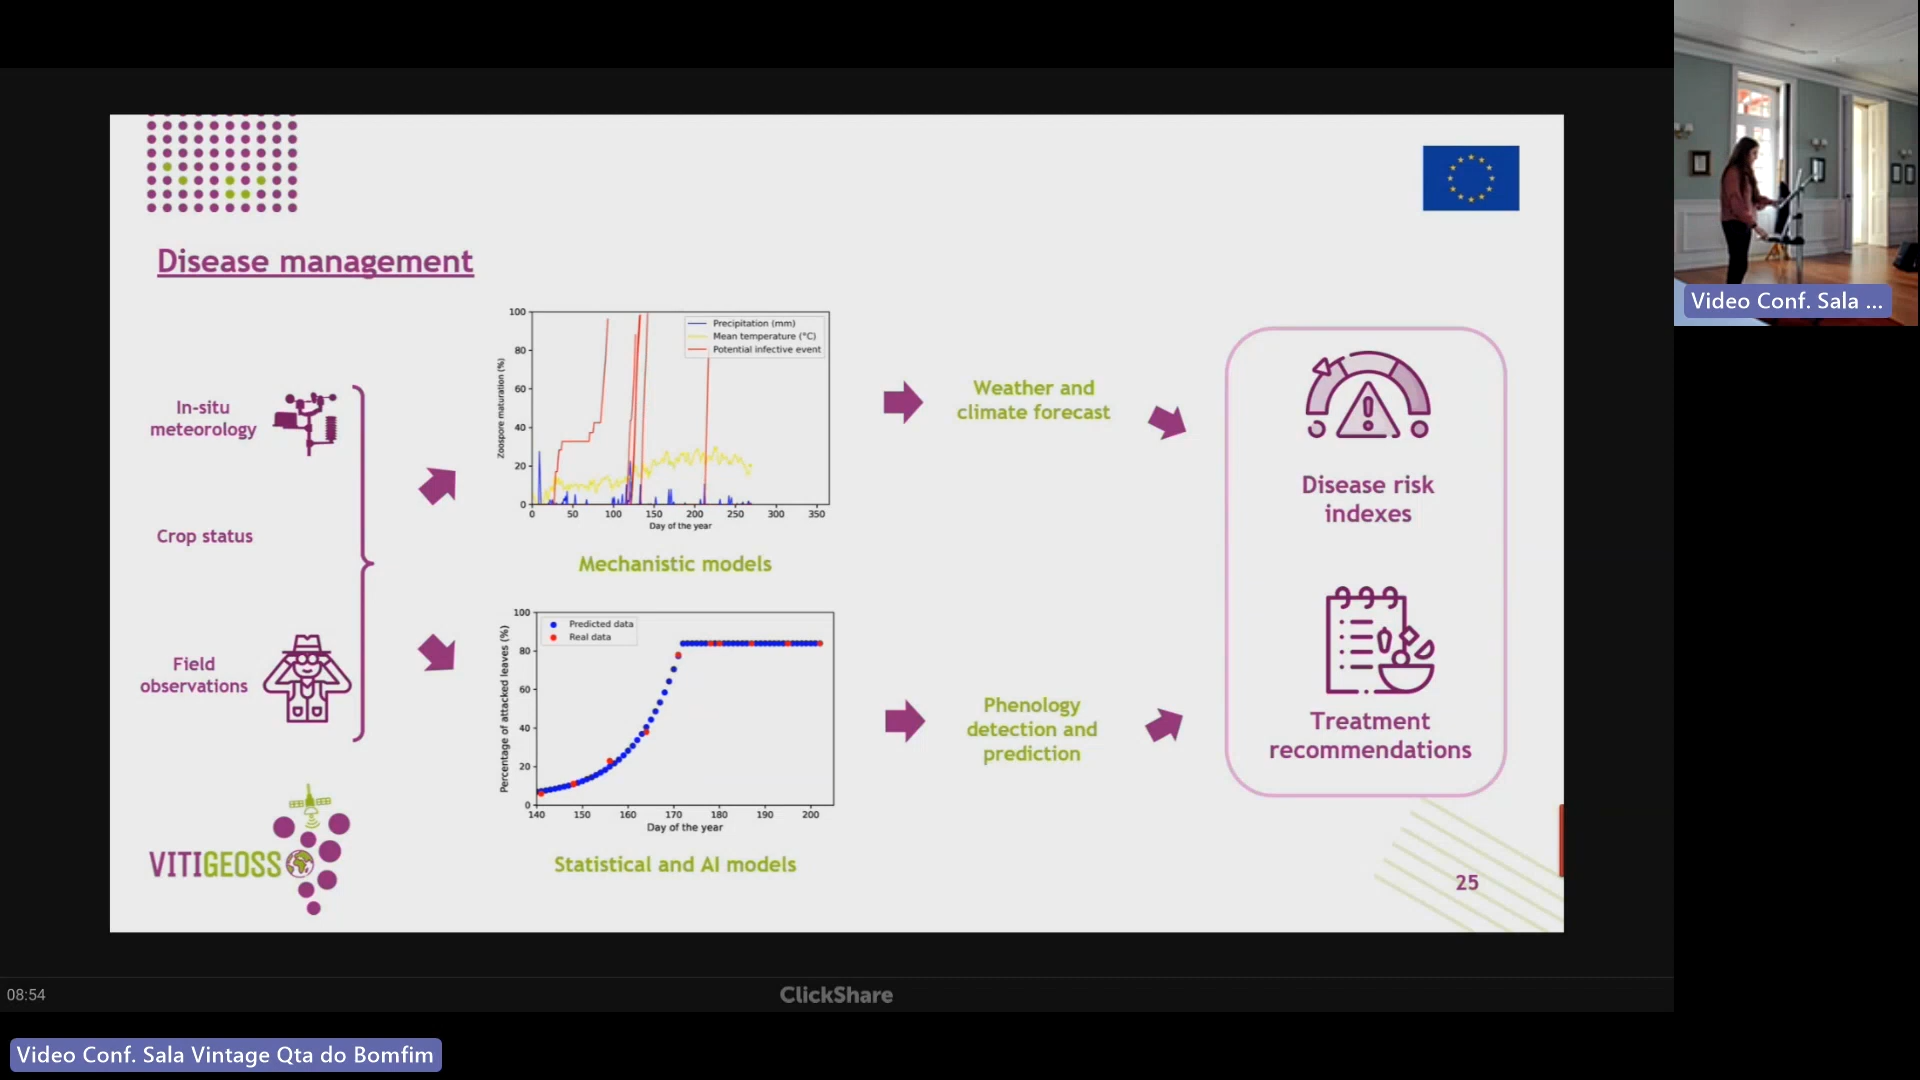 Disease management
In-situ
meteorology
Crop status
Field
observations
VITIGEOSS
100
80
60
40
20
0
Zoospore maturation (%)
Precipitation (mm)
Mean temperature (°C)
Potential infective event
0 50 100 150 200 250 300 350
Day of the year
Mechanistic models
100
80
60
40
20
0
Percentage of attacked leaves (%)
Predicted data
Real data
140 150 160 170 180 190 200
Day of the year
Statistical and AI models
Weather and
climate forecast
Phenology
detection and
prediction
Disease risk
indexes
Treatment
recommendations
25
Video Conf. Sala ...
08:54
ClickShare
Video Conf. Sala Vintage Qta do Bomfim